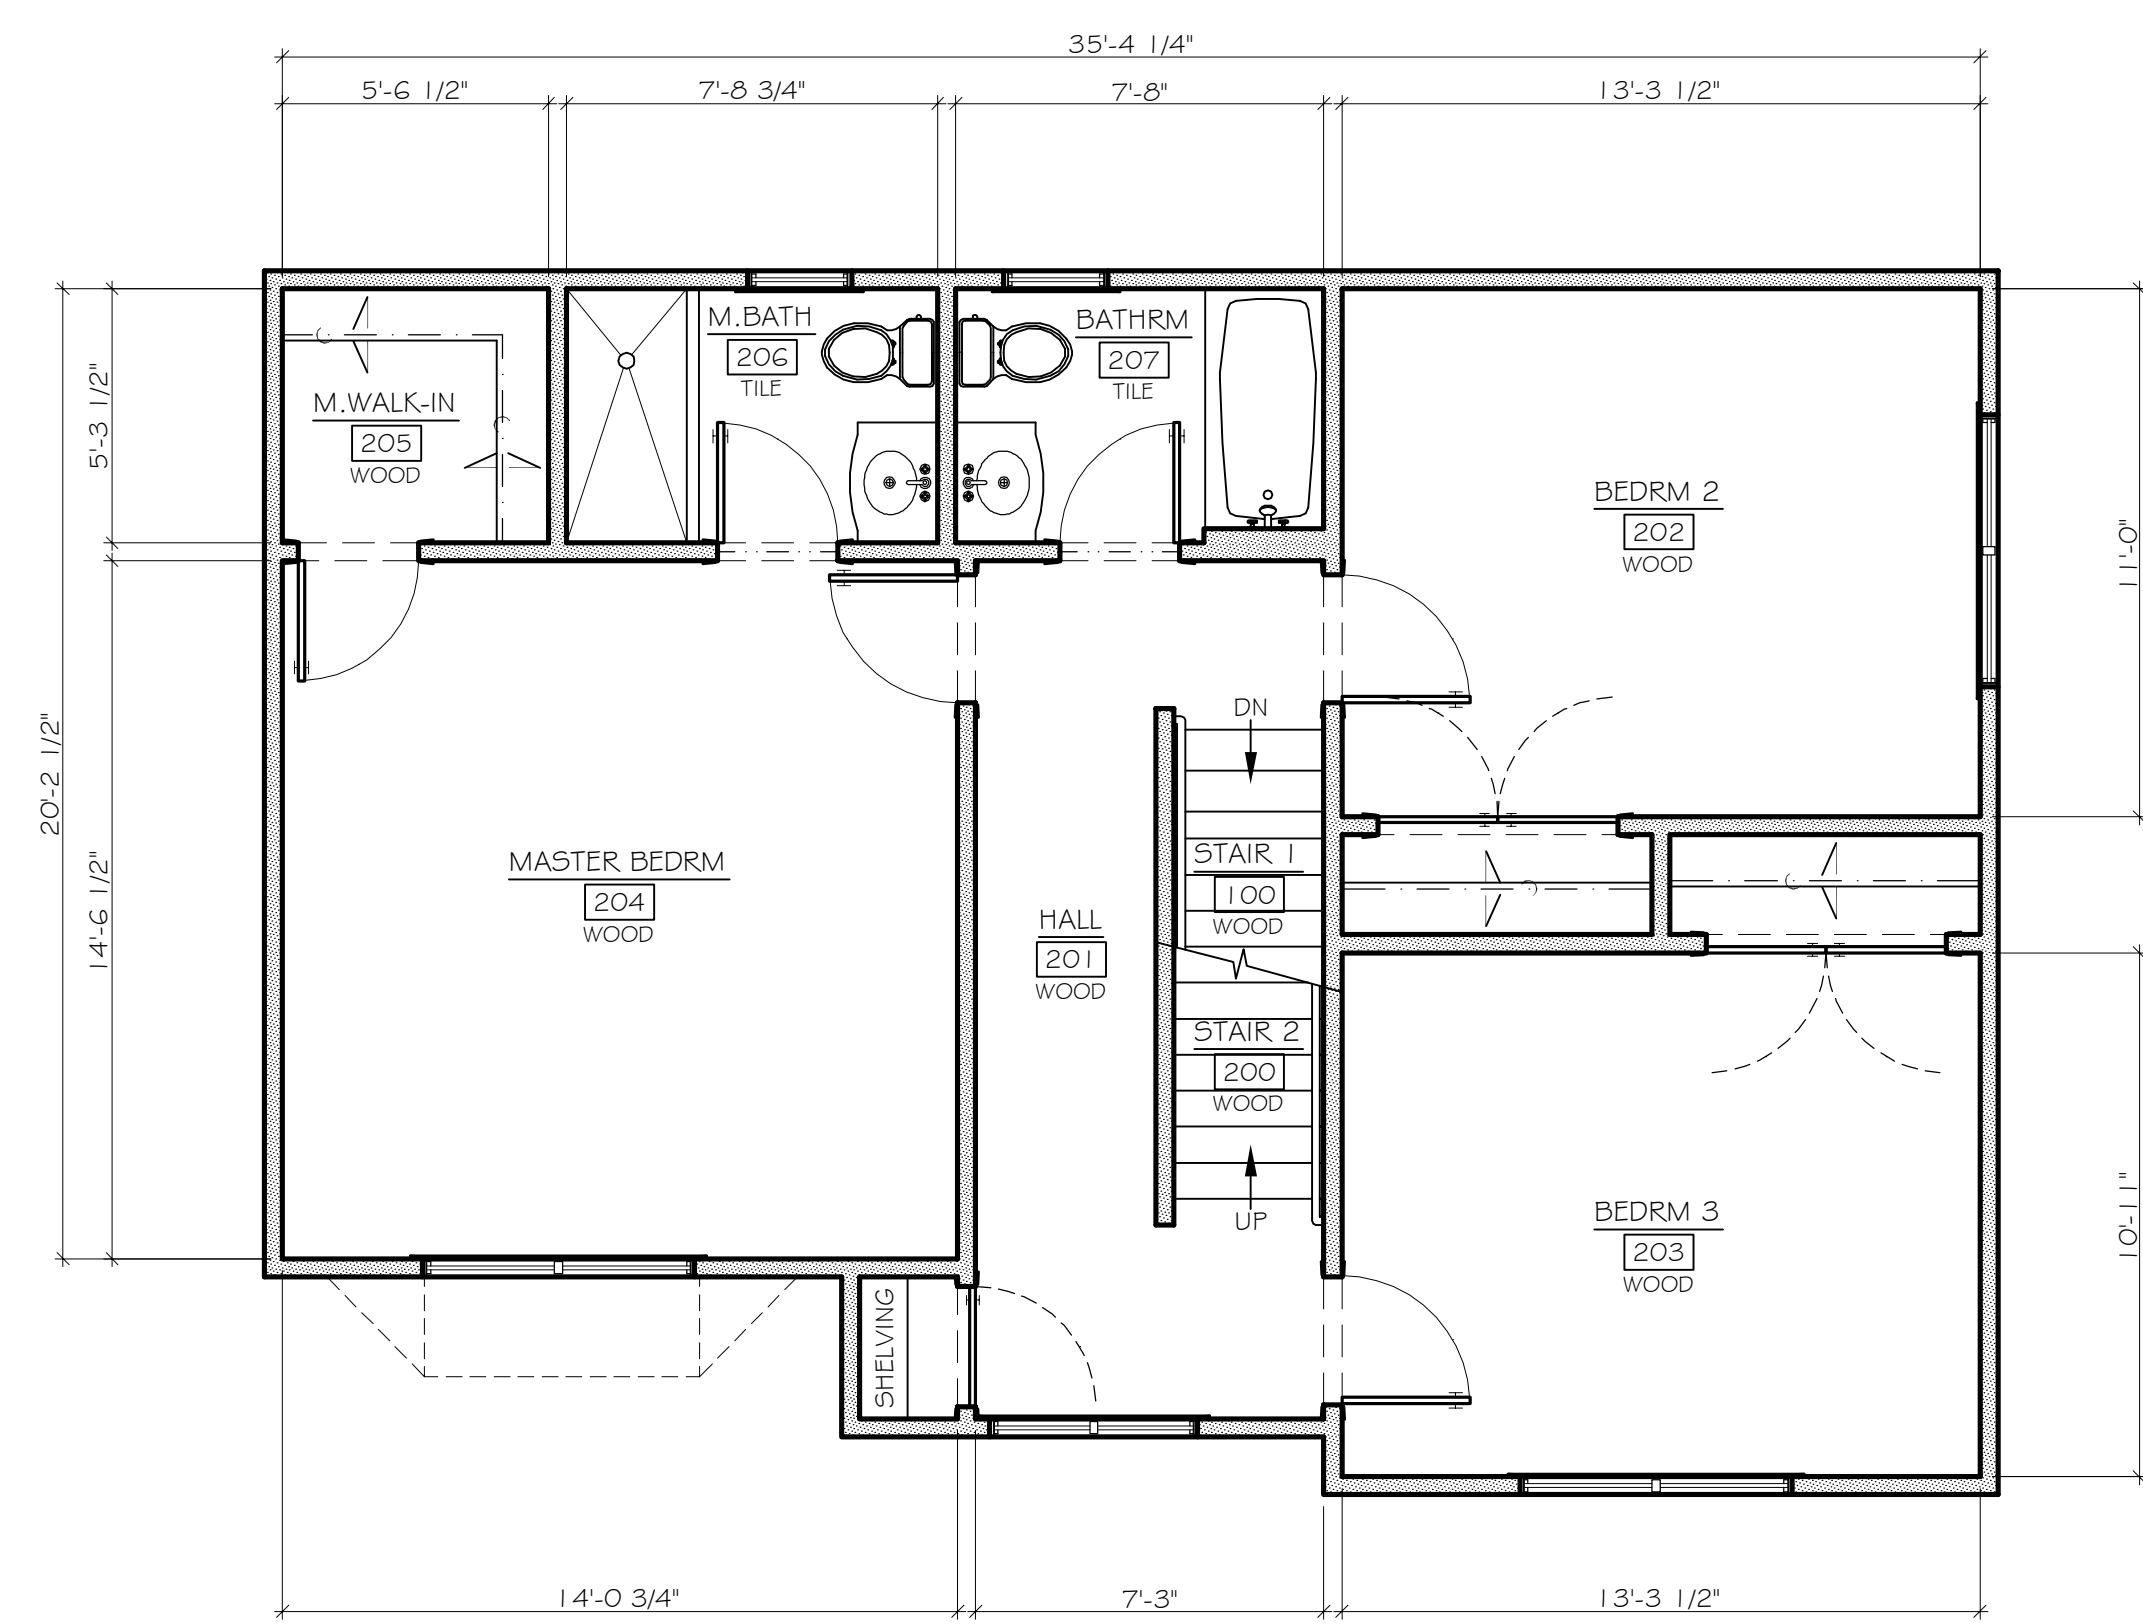 35'-4 1/4"
5'-6 1/2"
7'-8 3/4"
7'-8"
13'-3 1/2"
M.BATH
206
TILE
BATHRM
207
TILE
M.WALK-IN
205
WOOD
5'-3 1/2"
BEDRM 2
202
WOOD
11'-0"
DN
20'-2 1/2"
MASTER BEDRM
204
WOOD
14'-6 1/2"
STAIR 1
100
WOOD
HALL
201
WOOD
STAIR 2
200
WOOD
UP
BEDRM 3
203
WOOD
10'-11"
SHELVING
14'-0 3/4"
7'-3"
13'-3 1/2"